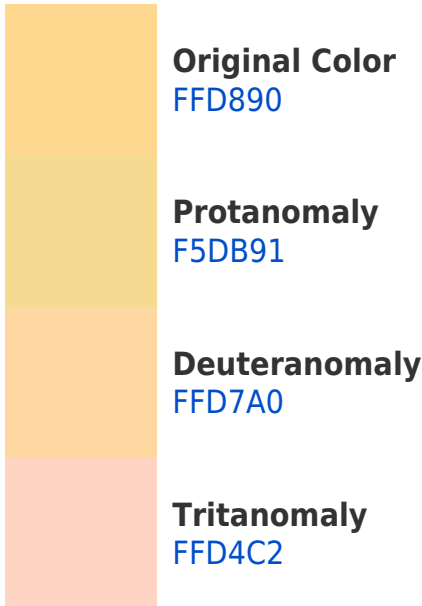 Original Color
FFD890
Protanomaly
F5DB91
Deuteranomaly
FFD7A0
Tritanomaly
FFD4C2